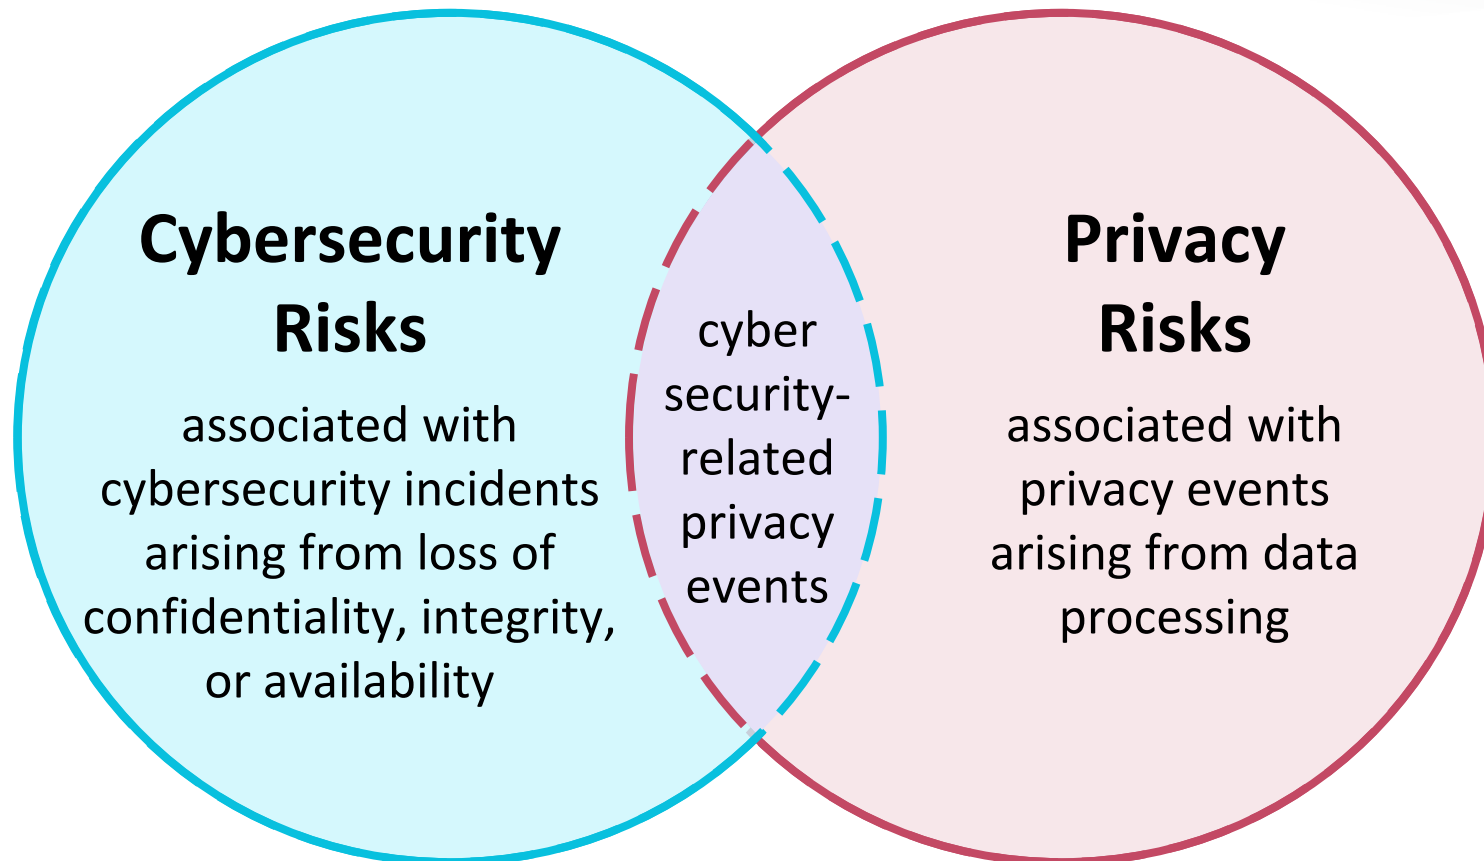 Cybersecurity
Risks
associated with
cybersecurity incidents
arising from loss of
confidentiality, integrity,
or availability
cyber
security-
related
privacy
events
Privacy
Risks
associated with
privacy events
arising from data
processing